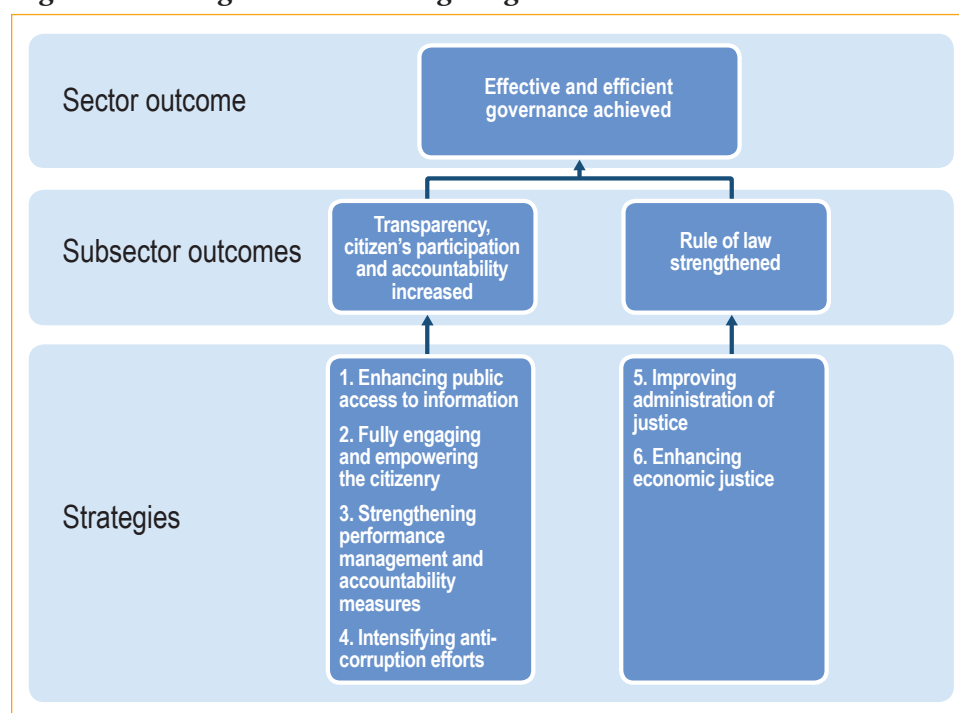 Sector outcome
Effective and efficient
governance achieved
Subsector outcomes
Transparency,
citizen's participation
and accountability
increased
Rule of law
strengthened
Strategies
1. Enhancing public
access to information
2. Fully engaging
and empowering
the citizenry
3. Strengthening
performance
management and
accountability
measures
4. Intensifying anti-
corruption efforts
5. Improving
administration of
justice
6. Enhancing
economic justice